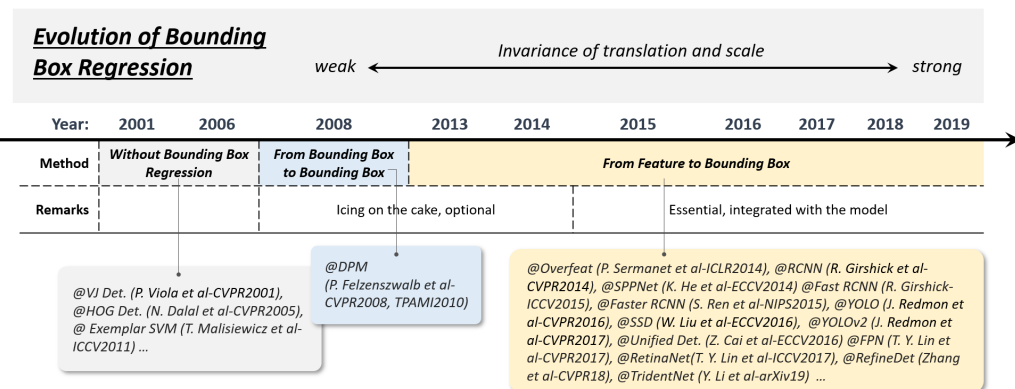 Evolution of Bounding
Box Regression
Invariance of translation and scale
weak
strong
Year: 2001 2006 2008 2013 2014 2015 2016 2017 2018 2019
Method
Without Bounding Box
Regression
From Bounding Box
to Bounding Box
From Feature to Bounding Box
Remarks
Icing on the cake, optional
Essential, integrated with the model
@VJ Det. (P. Viola et al-CVPR2001),
@HOG Det. (N. Dalal et al-CVPR2005),
@ Exemplar SVM (T. Malisiewicz et al-
ICCV2011) ...
@DPM
(P. Felzenszwalb et al-
CVPR2008, TPAMI2010)
@Overfeat (P. Sermanet et al-ICLR2014), @RCNN (R. Girshick et al-
CVPR2014), @SPPNet (K. He et al-ECCV2014) @Fast RCNN (R. Girshick-
ICCV2015), @Faster RCNN (S. Ren et al-NIPS2015), @YOLO (J. Redmon et
al-CVPR2016), @SSD (W. Liu et al-ECCV2016), @YOLOv2 (J. Redmon et al-
CVPR2017), @Unified Det. (Z. Cai et al-ECCV2016) @FPN (T. Y. Lin et
al-CVPR2017), @RetinaNet(T. Y. Lin et al-ICCV2017), @RefineDet (Zhang
et al-CVPR18), @TridentNet (Y. Li et al-arXiv19) ...